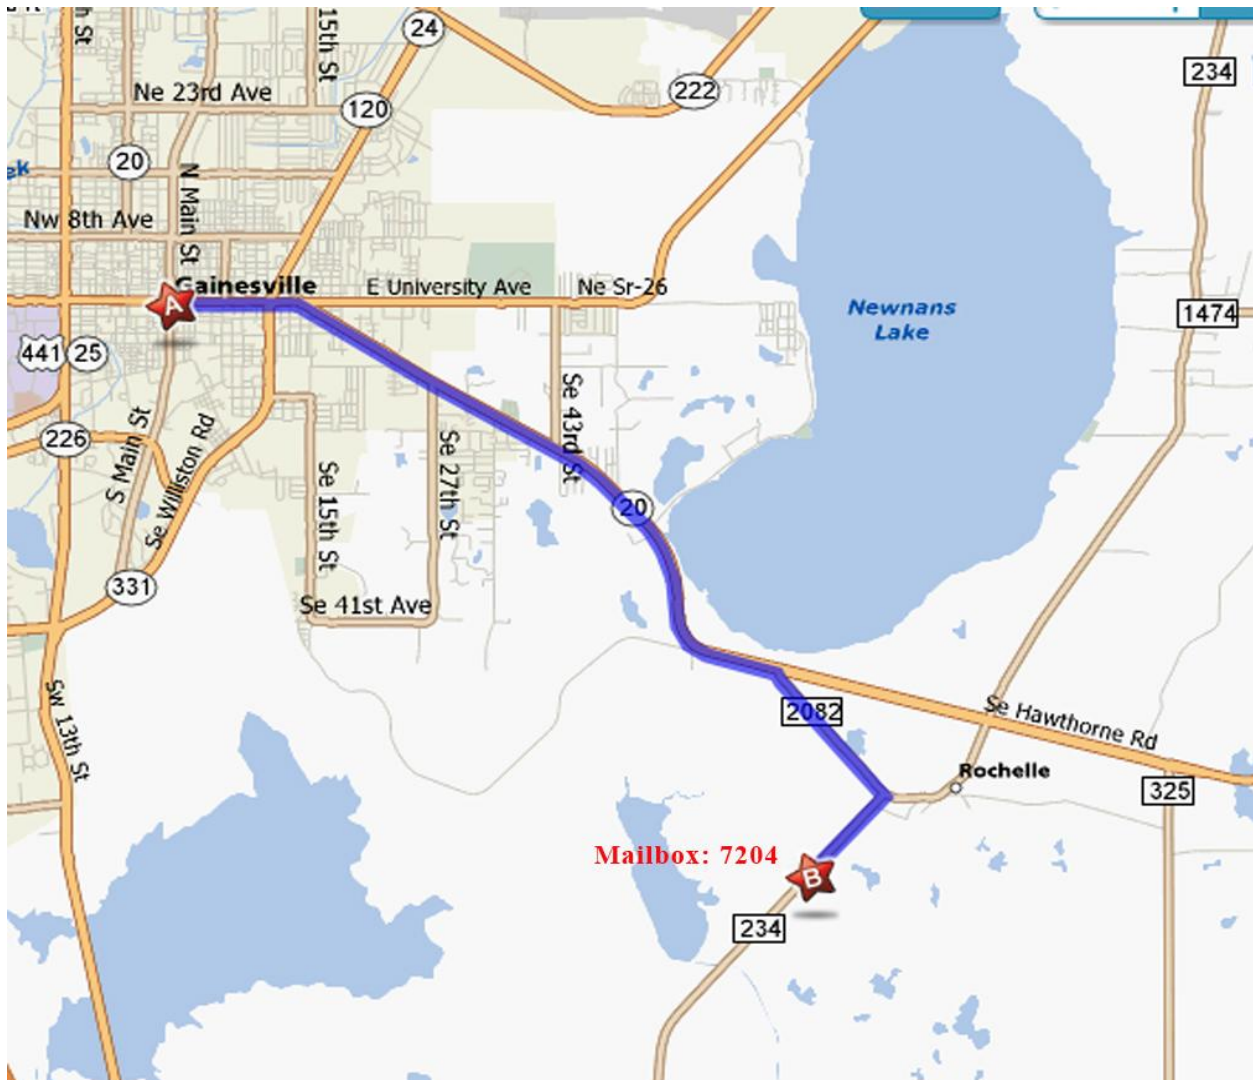 h St
15th St
24
234
Ne 23rd Ave
120
222
20
ek
N Main St
Nw 8th Ave
Gainesville
E University Ave
Ne Sr-26
A
Newnans
Lake
1474
441
25
226
S Main St
Se Williston Rd
Se 15th St
Se 27th St
Se 43rd St
20
331
Se 41st Ave
Sw 13th St
2082
Se Hawthorne Rd
Rochelle
325
Mailbox: 7204
B
234